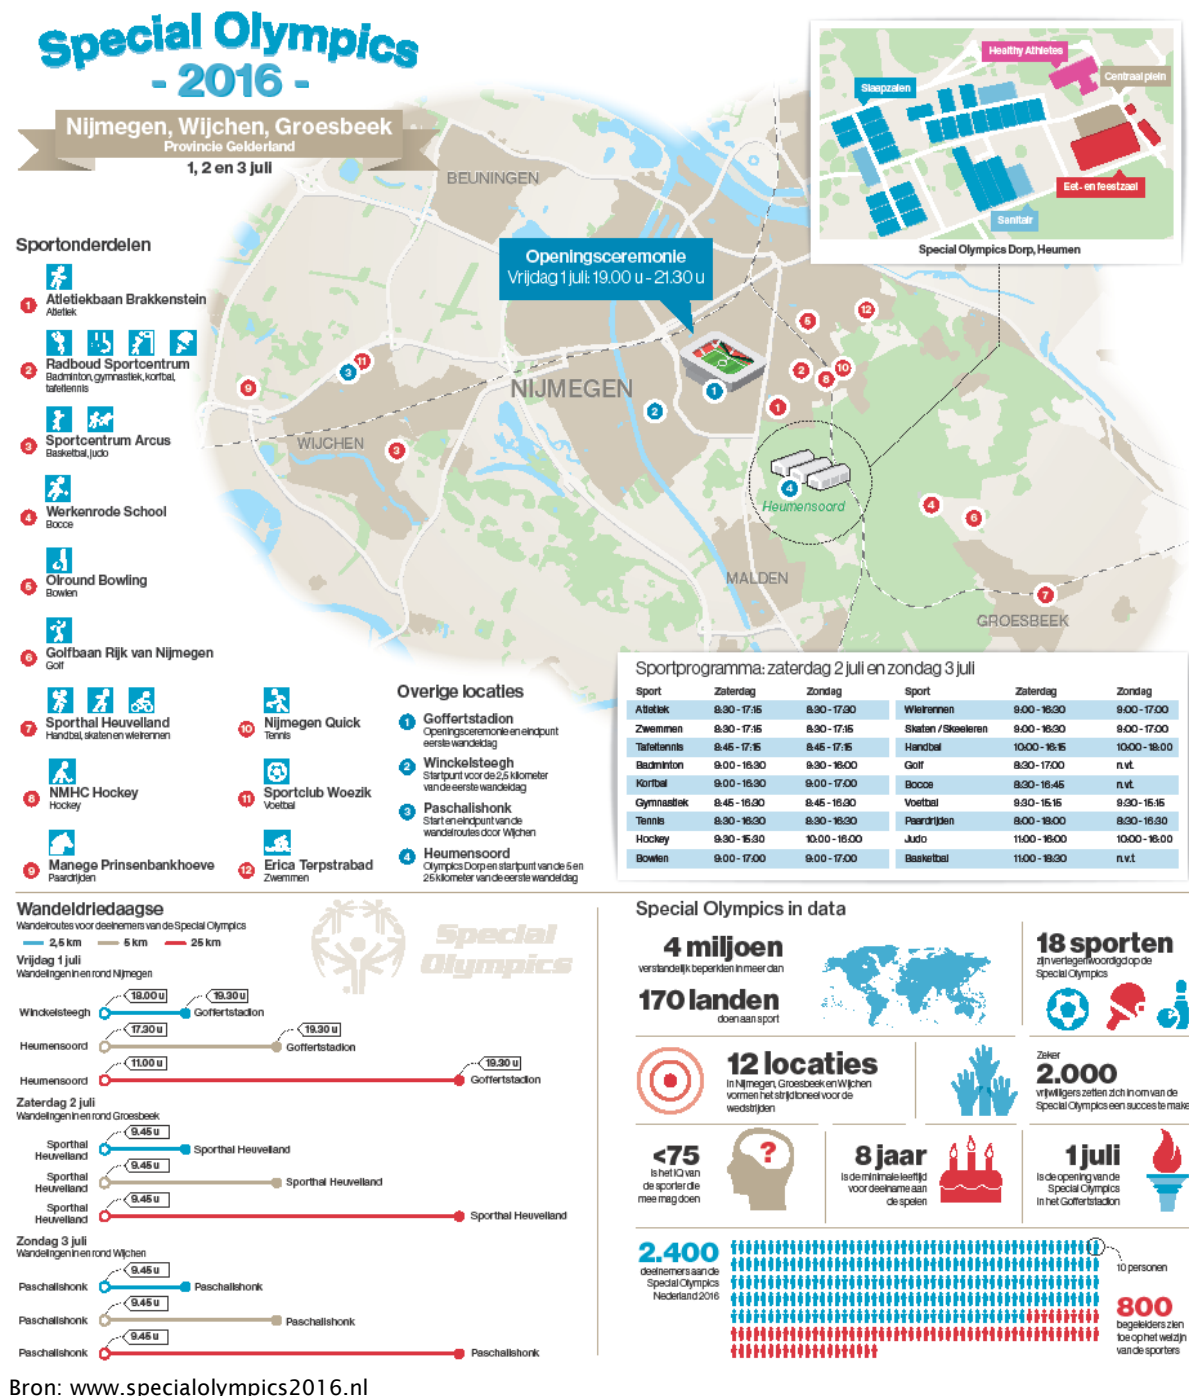 Special Olympics
- 2016 -
Nijmegen, Wijchen, Groesbeek
Provincie Gelderland
1, 2 en 3 juli
Healthy Athletes
Centraal plein
Slaapzalen
Eet- en feestzaal
Sanitair
Special Olympics Dorp, Heumen
BEUNINGEN
Openingsceremonie
Vrijdag 1 juli: 19.00 u - 21.30 u
NIJMEGEN
WIJCHEN
Heumensoord
MALDEN
GROESBEEK
Sportonderdelen
1 Atletiekbaan Brakkenstein
Atletiek
2 Radboud Sportcentrum
Badminton, gymnastiek, korfbal,
tafeltennis
3 Sportcentrum Arcus
Basketbal, judo
4 Werkenrode School
Bocce
5 Olround Bowling
Bowlen
6 Golfbaan Rijk van Nijmegen
Golf
7 Sporthal Heuvelland
Handbal, skaten en wielrennen
8 NMHC Hockey
Hockey
9 Manege Prinsenbankhoeve
Paardrijden
10 Nijmegen Quick
Tennis
11 Sportclub Woezik
Voetbal
12 Erica Terpstrabad
Zwemmen
Overige locaties
1 Goffertstadion
Openingsceremonie en eindpunt
eerste wandeldag
2 Winckelsteegh
Startpunt voor de 2,5 kilometer
van de eerste wandeldag
3 Paschalishonk
Start en eindpunt van de
wandelroutes door Wijchen
4 Heumensoord
Olympics Dorp en startpunt van de 5 en
25 kilometer van de eerste wandeldag
Sportprogramma: zaterdag 2 juli en zondag 3 juli
Sport Zaterdag Zondag Sport Zaterdag Zondag
Atletiek 8:30 - 17:15 8:30 - 17:30 Wielrennen 9:00 - 16:30 9:00 - 17:00
Zwemmen 8:30 - 17:15 8:30 - 17:15 Skaten / Skeeleren 9:00 - 16:30 9:00 - 17:00
Tafeltennis 8:45 - 17:15 8:45 - 17:15 Handbal 10:00 - 16:15 10:00 - 18:00
Badminton 9:00 - 16:30 9:30 - 16:00 Golf 8:30 - 17:00 n.vt.
Korfbal 9:00 - 16:30 9:00 - 17:00 Bocce 8:30 - 16:45 n.vt.
Gymnastiek 8:45 - 16:30 8:45 - 16:30 Voetbal 9:30 - 15:15 9:30 - 15:15
Tennis 8:30 - 16:30 8:30 - 16:30 Paardrijden 8:00 - 18:00 8:30 - 16:30
Hockey 9:30 - 15:30 10:00 - 16:00 Judo 11:00 - 16:00 10:00 - 16:00
Bowlen 9:00 - 17:00 9:00 - 17:00 Basketbal 11:00 - 18:30 n.v.t
Wandeldriedaagse
Wandelroutes voor deelnemers van de Special Olympics
2,5 km 5 km 25 km
Special
Olympics
Vrijdag 1 juli
Wandelingen in en rond Nijmegen
18.00 u 19.30 u
Winckelsteegh Goffertstadion
17.30 u 19.30 u
Heumensoord Goffertstadion
11.00 u 19.30 u
Heumensoord Goffertstadion
Zaterdag 2 juli
Wandelingen in en rond Groesbeek
9.45 u
Sporthal
Heuvelland Sporthal Heuvelland
9.45 u
Sporthal
Heuvelland Sporthal Heuvelland
9.45 u
Sporthal
Heuvelland Sporthal Heuvelland
Zondag 3 juli
Wandelingen in en rond Wijchen
9.45 u
Paschalishonk Paschalishonk
9.45 u
Paschalishonk Paschalishonk
9.45 u
Paschalishonk Paschalishonk
Special Olympics in data
4 miljoen
verstandelijk beperkten in meer dan
170 landen
doen aan sport
18 sporten
zijn vertegenwoordigd op de
Special Olympics
12 locaties
in Nijmegen, Groesbeek en Wijchen
vormen het strijdtoneel voor de
wedstrijden
Zeker
2.000
vrijwilligers zetten zich in om van de
Special Olympics een succes te make
<75
is het IQ van
de sporter die
mee mag doen
?
8 jaar
is de minimale leeftijd
voor deelname aan
de spelen
1 juli
is de opening van de
Special Olympics
in het Goffertstadion
2.400
deelnemers aan de
Special Olympics
Nederland 2016
10 personen
800
begeleiders zien
toe op het welzijn
van de sporters
Bron: www.specialolympics2016.nl